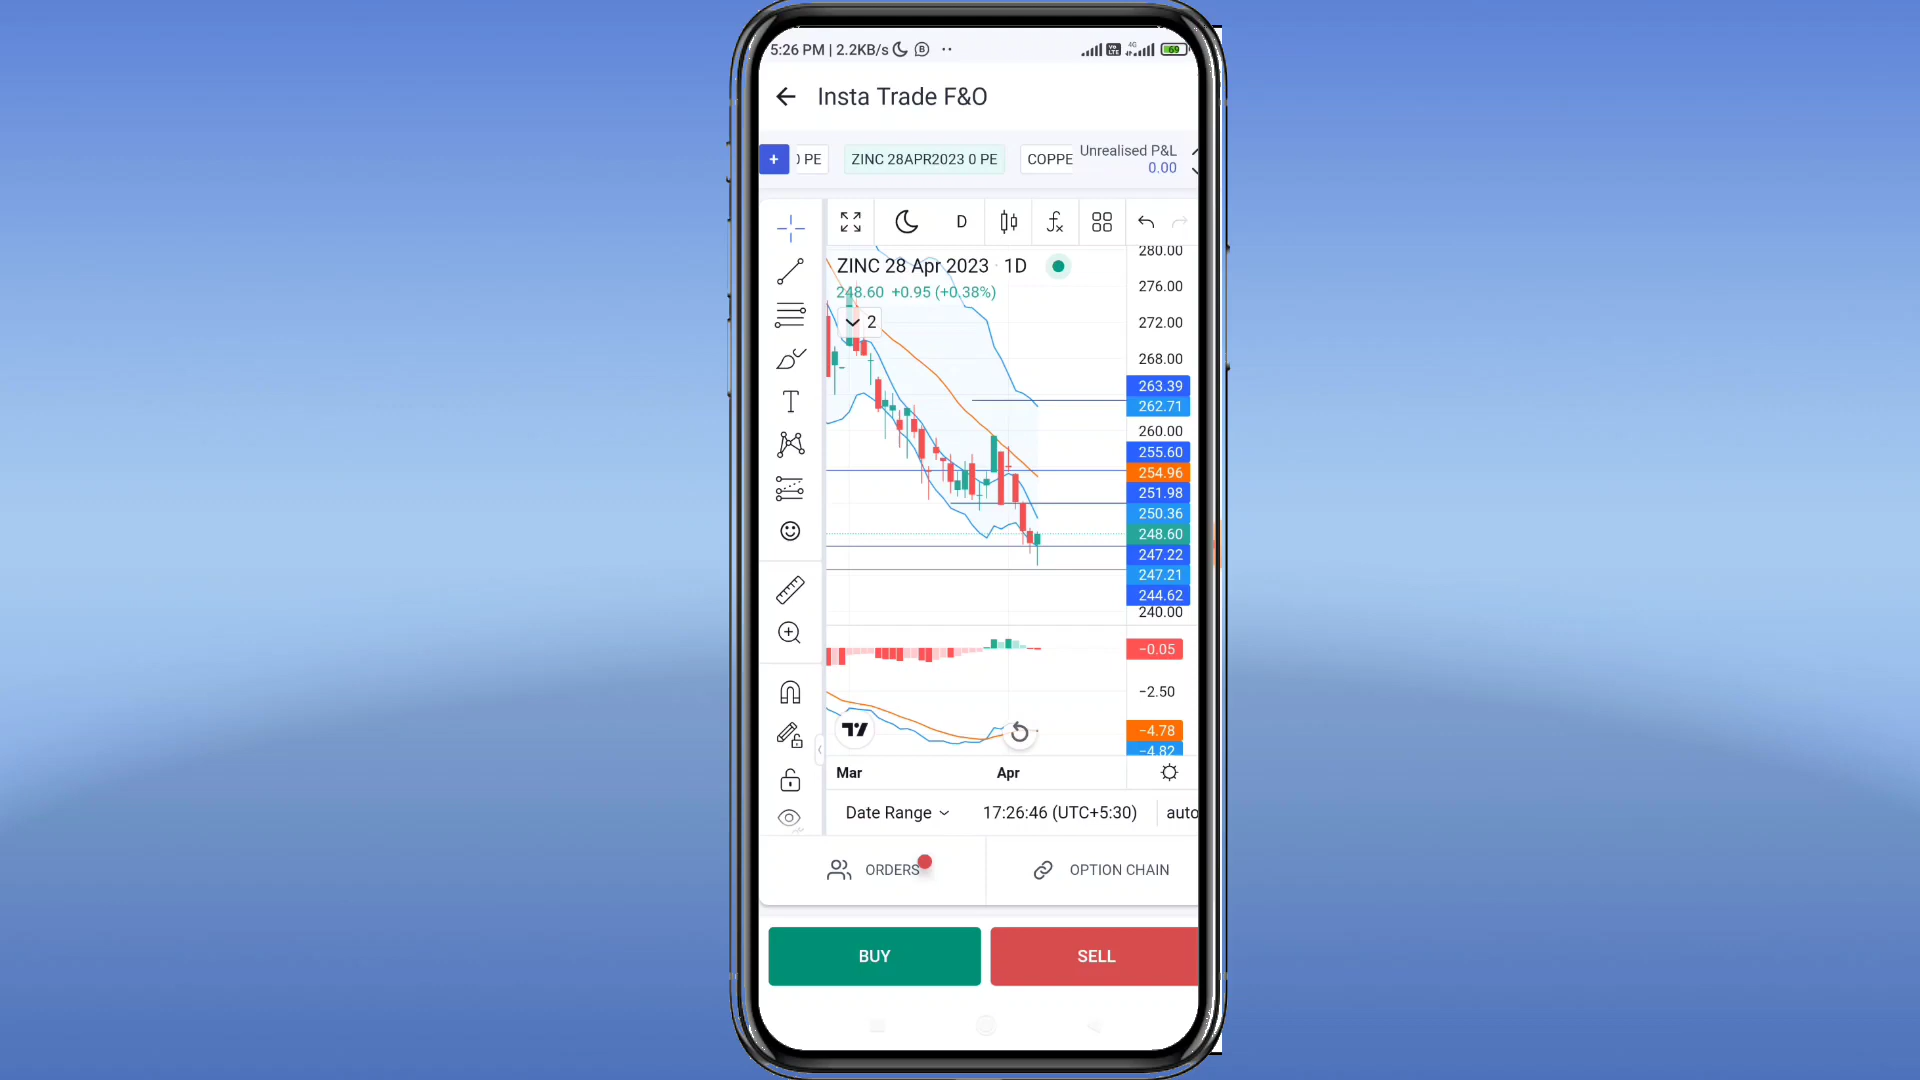 5:26 PM | 2.2KB/s
69
Insta Trade F&O
+
) PE
ZINC 28APR2023 0 PE
COPPE
Unrealised P&L
0.00
D
ZINC 28 Apr 2023 · 1D
248.60 +0.95 (+0.38%)
2
280.00
276.00
272.00
268.00
263.39
262.71
260.00
255.60
254.96
251.98
250.36
248.60
247.22
247.21
244.62
240.00
−0.05
−2.50
−4.78
−4.82
Mar
Apr
Date Range
17:26:46 (UTC+5:30)
auto
ORDERS
OPTION CHAIN
BUY
SELL